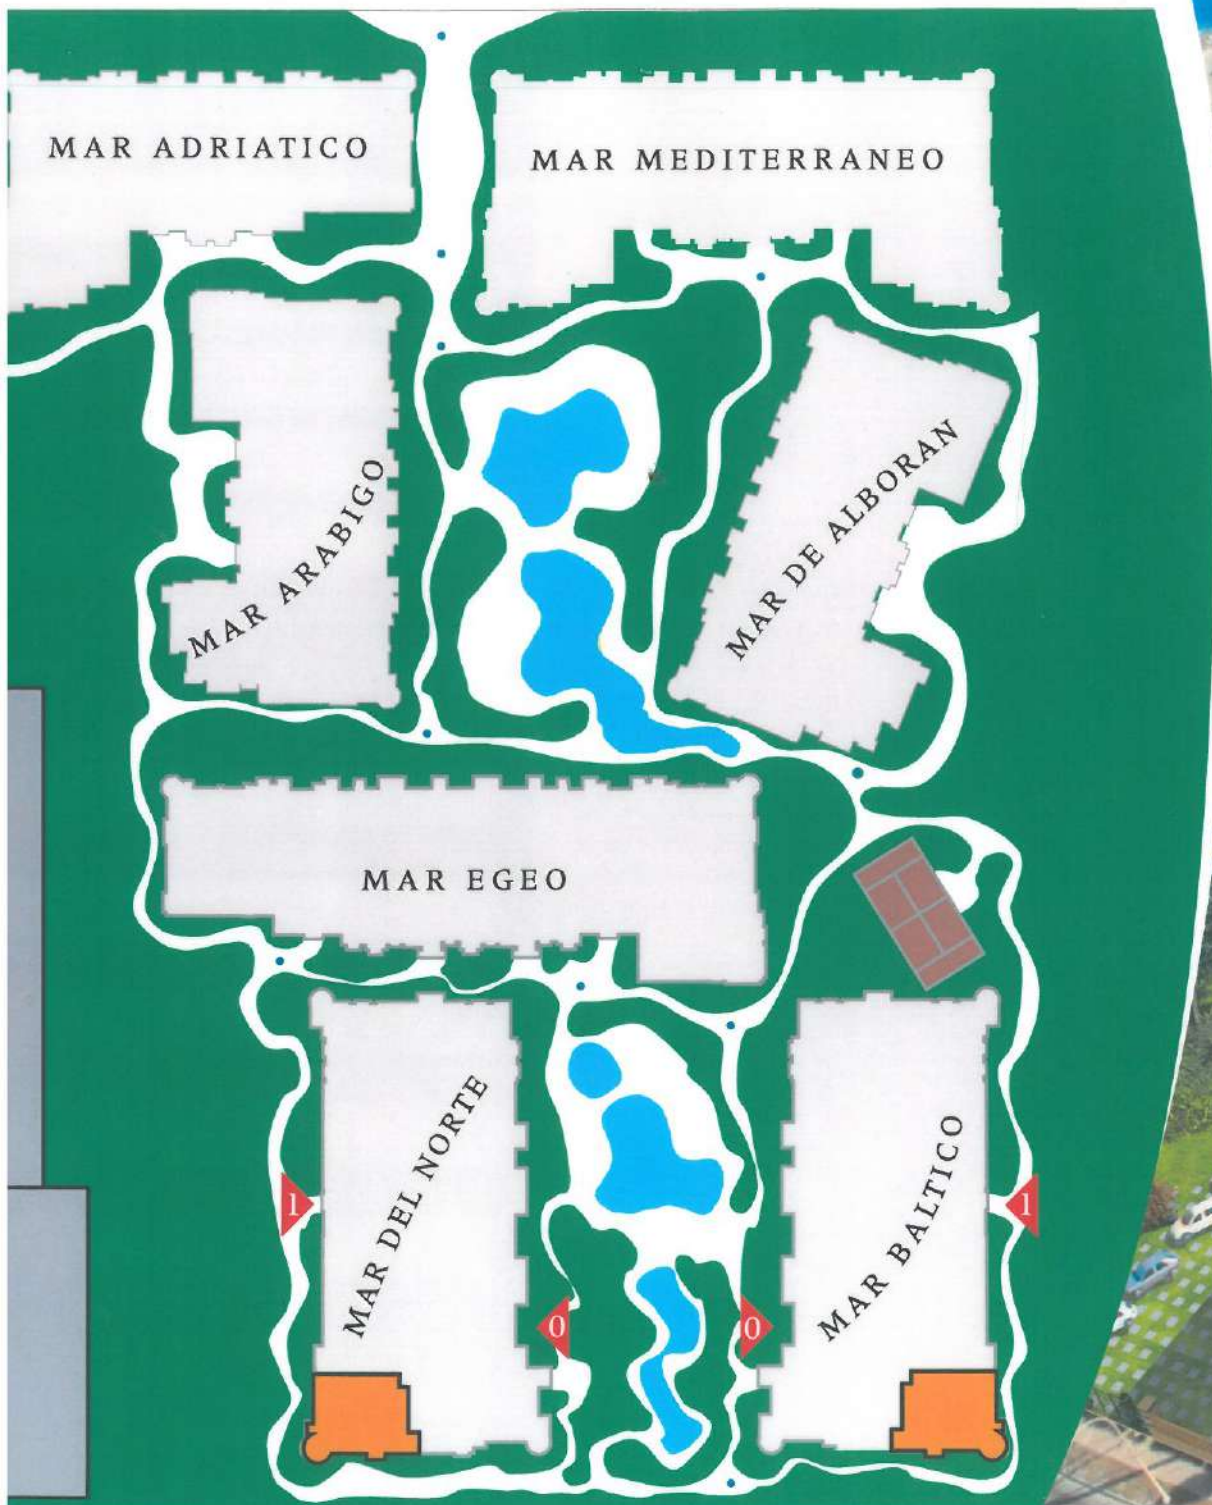 MAR ADRIATICO
MAR MEDITERRANEO
MAR ARABIGO
MAR DE ALBORAN
MAR EGEO
MAR DEL NORTE
MAR BALTICO
1
1
0
0